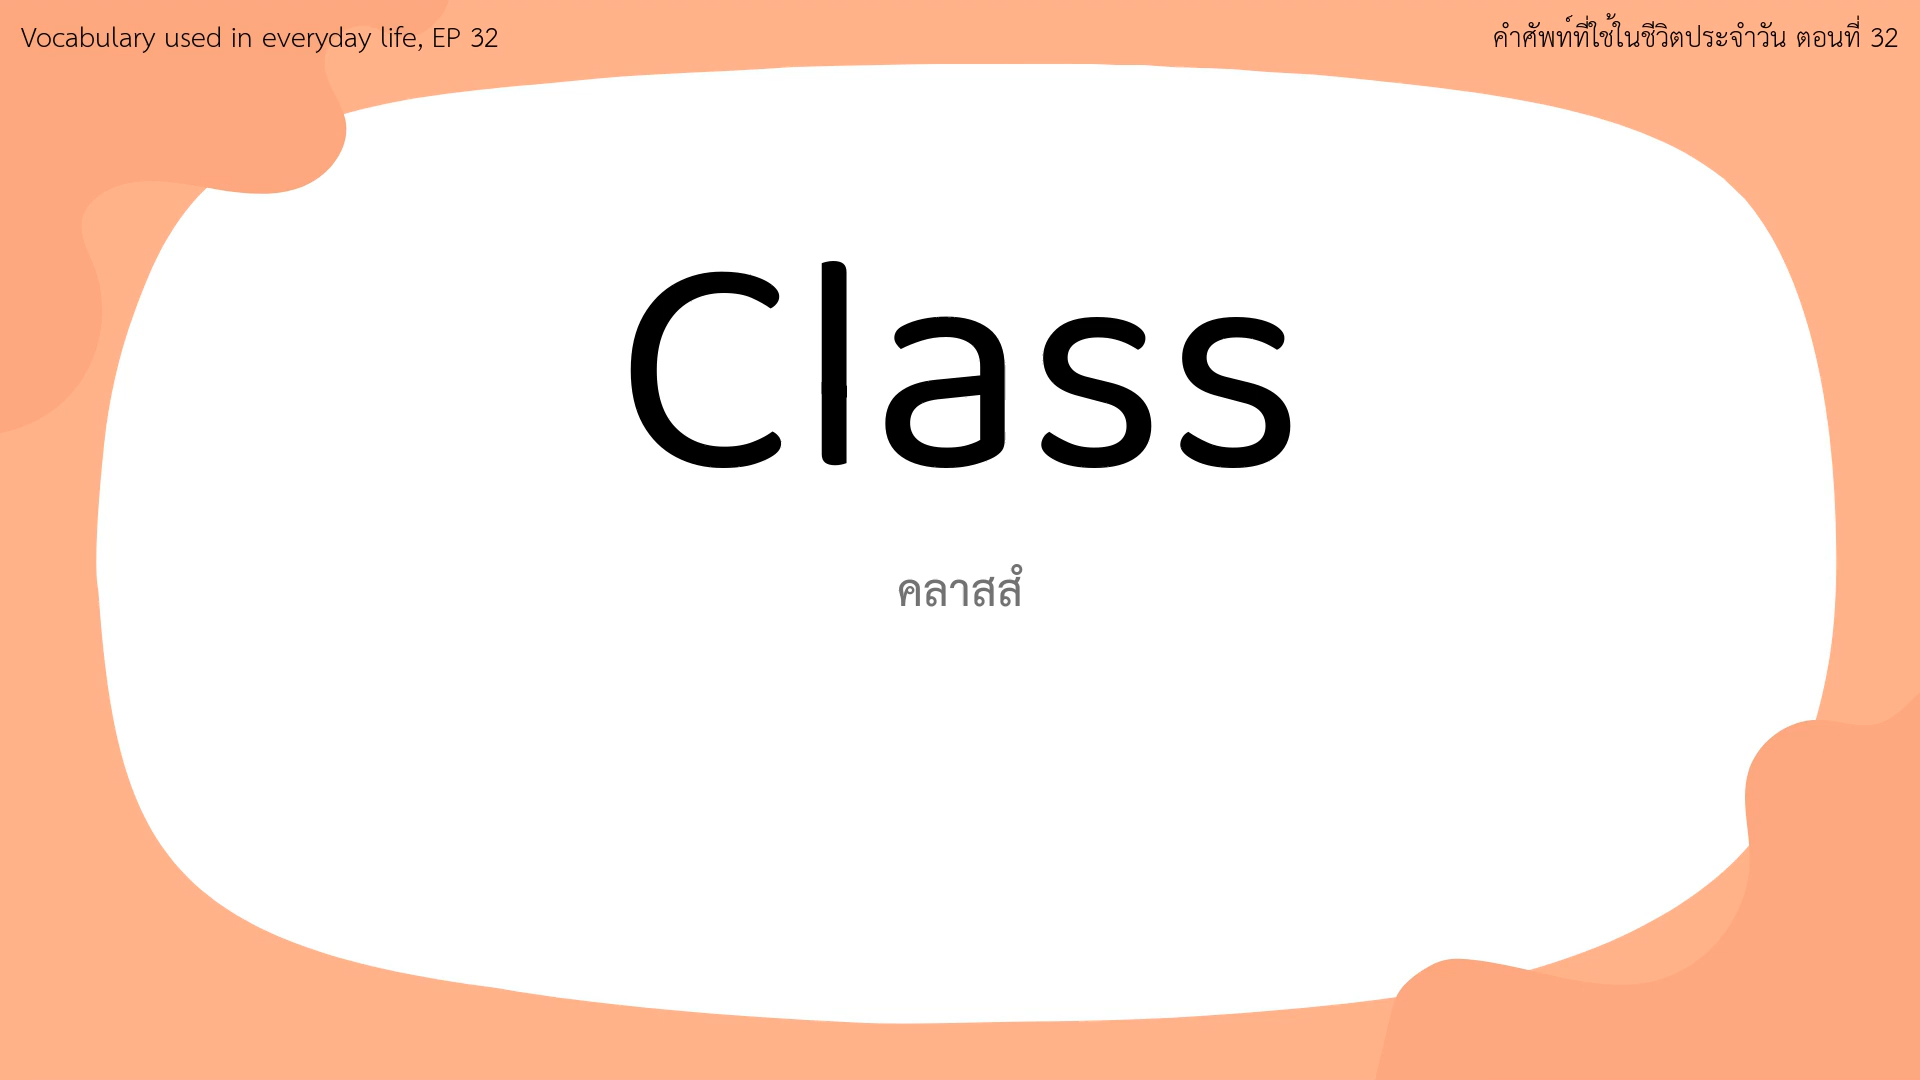 Vocabulary used in everyday life, EP 32
คำศัพท์ที่ใช้ในชีวิตประจำวัน ตอนที่ 32
Class
คลาสสํ